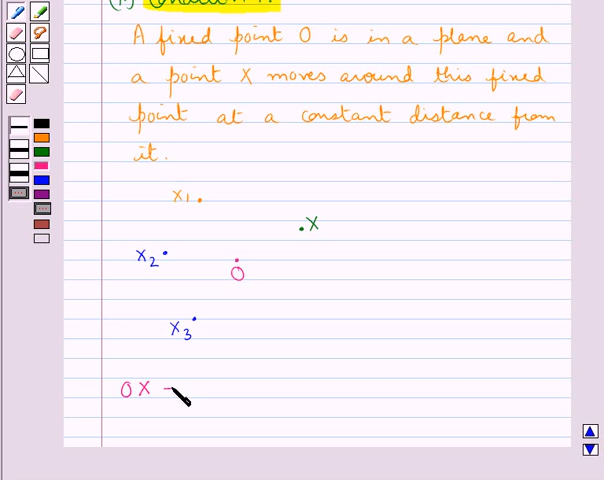 A fixed point O is in a plane and
a point X moves around this fixed
point at a constant distance from
it.
X1
X
X2
O
X3
OX